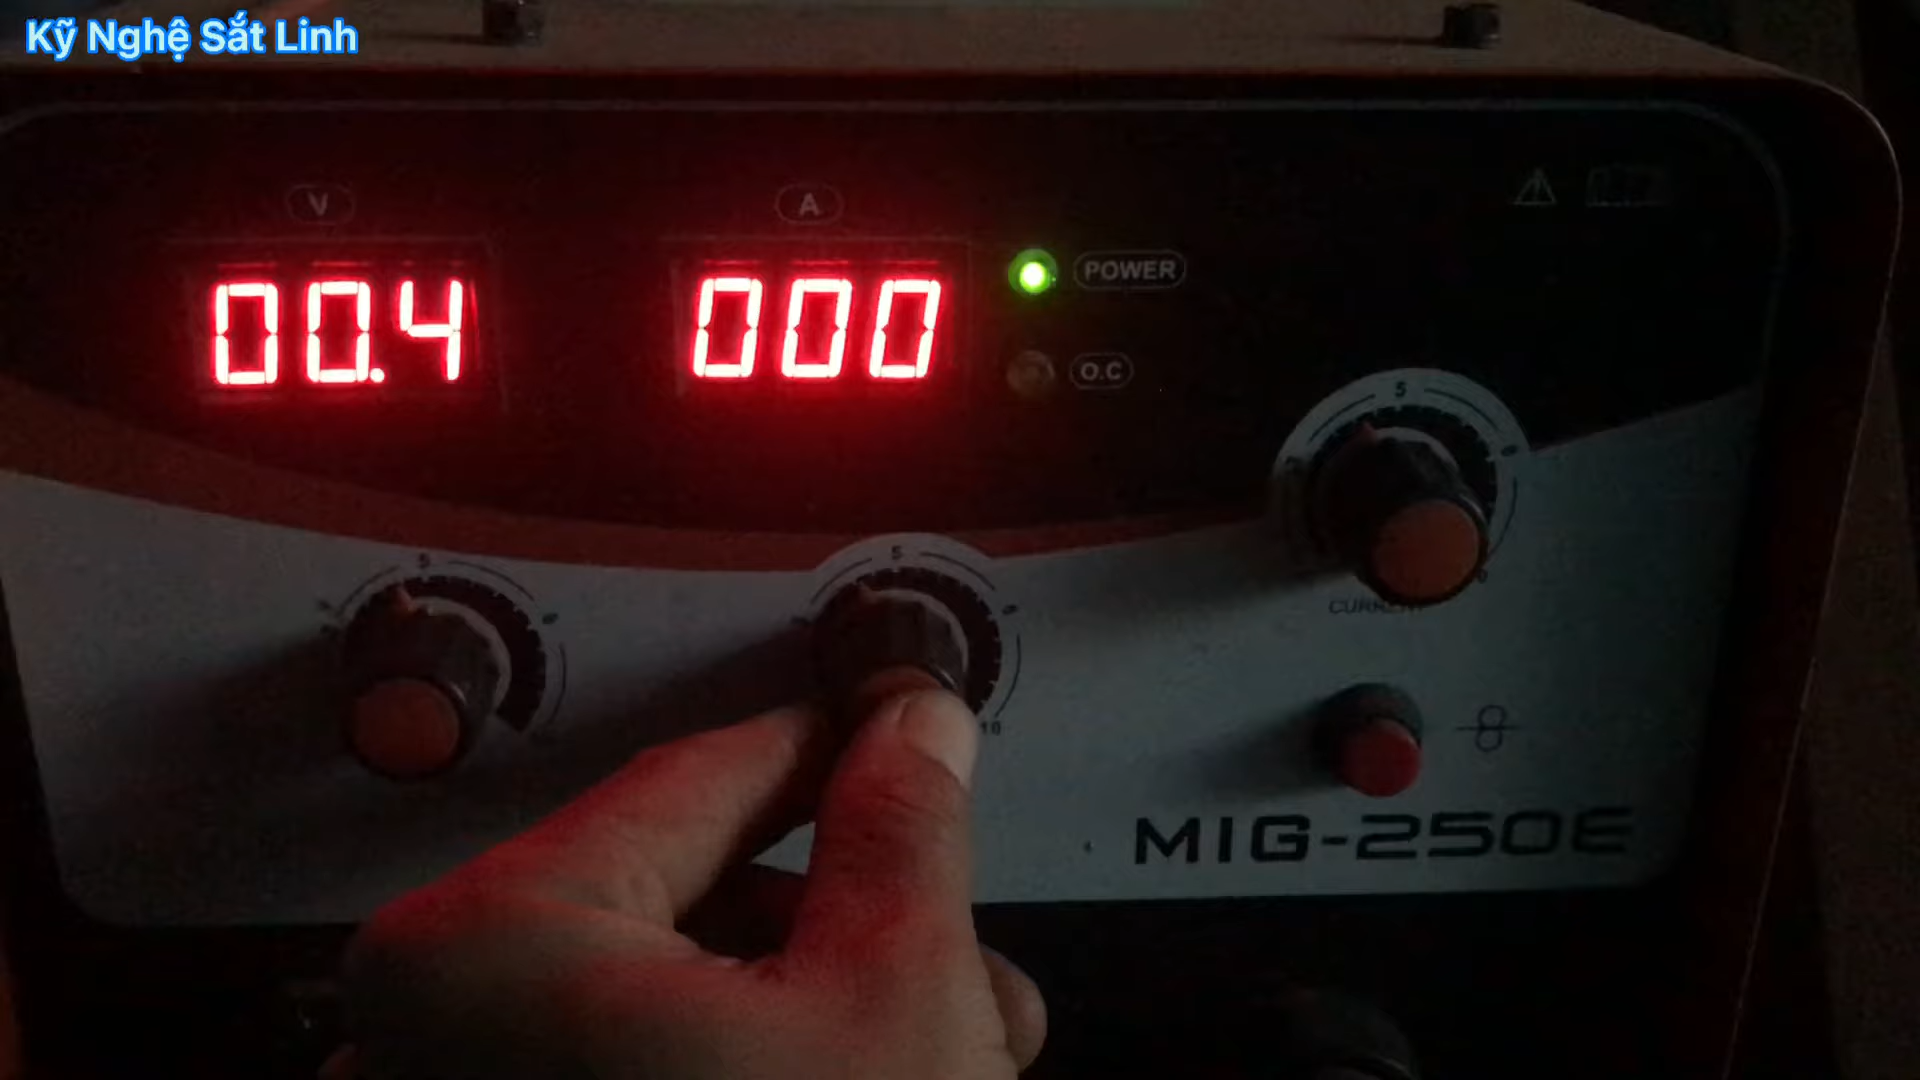 Kỹ Nghệ Sắt Linh
V
A
00.4
000
POWER
O.C
5
5
5
10
CURRENT
MIG-250E